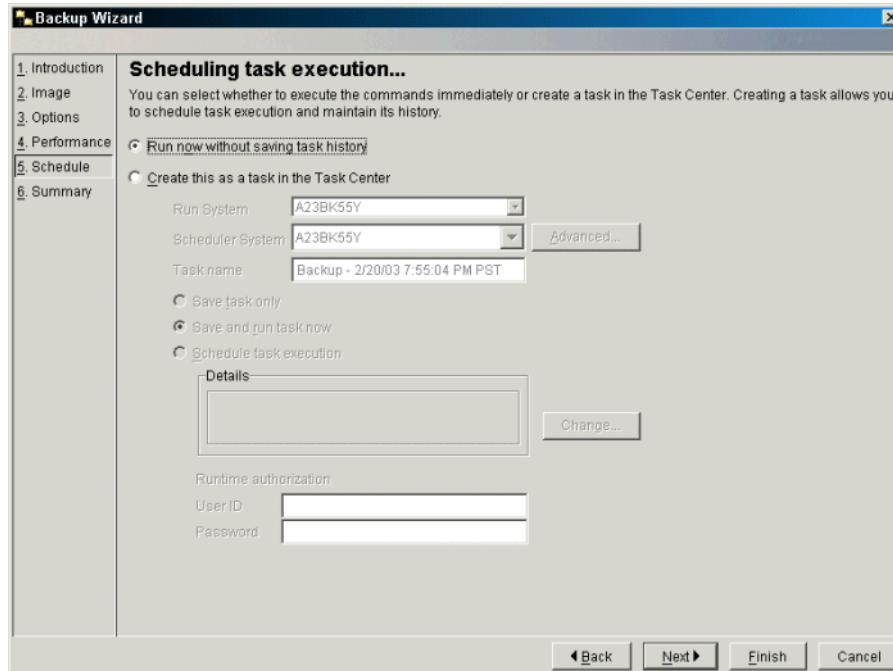 Backup Wizard
1. Introduction
2. Image
3. Options
4. Performance
5. Schedule
6. Summary
Scheduling task execution...
You can select whether to execute the commands immediately or create a task in the Task Center. Creating a task allows you
to schedule task execution and maintain its history.
Run now without saving task history
Create this as a task in the Task Center
Run System
A23BK55Y
Scheduler System
A23BK55Y
Advanced...
Task name
Backup - 2/20/03 7:55:04 PM PST
Save task only
Save and run task now
Schedule task execution
Details
Change...
Runtime authorization
User ID
Password
Back
Next
Finish
Cancel